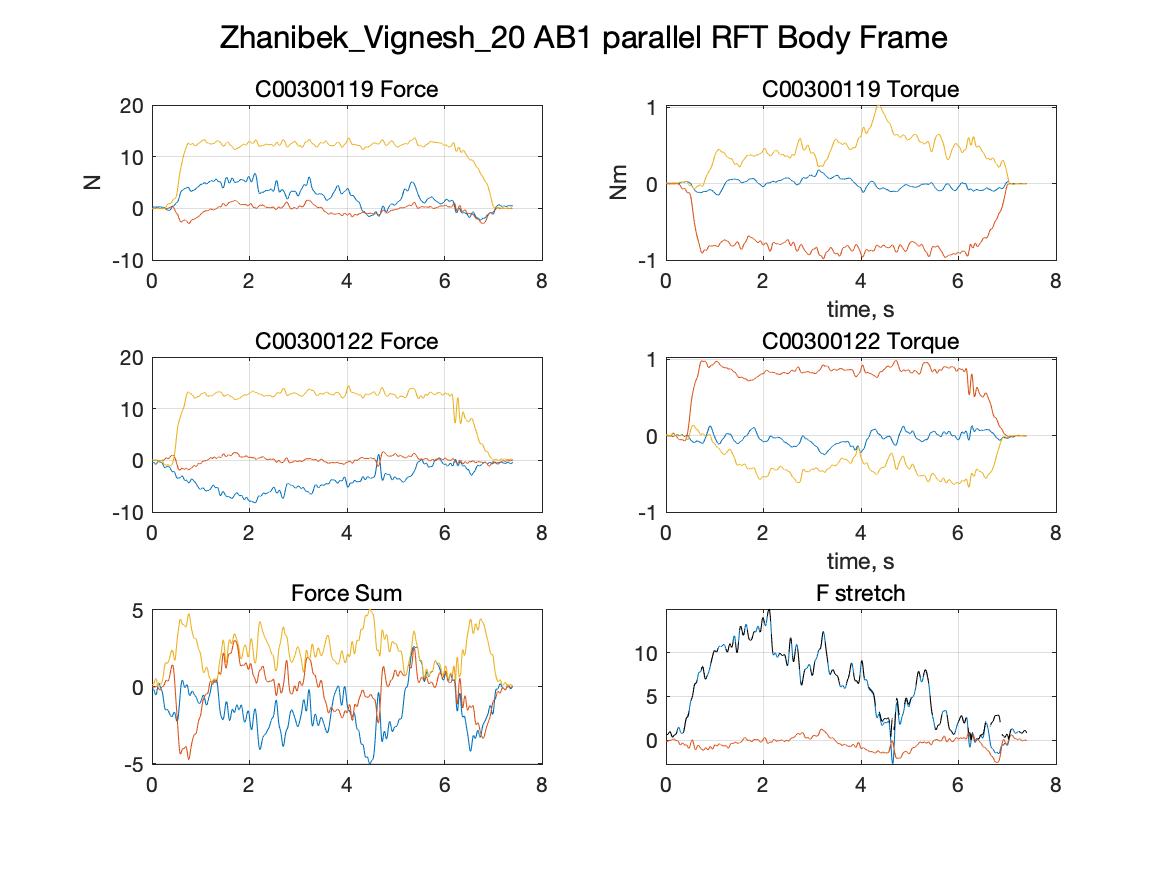 Zhanibek_Vignesh_20 AB1 parallel RFT Body Frame
C00300119 Force
20
10
0
-10
N
0 2 4 6 8
C00300119 Torque
1
0
-1
Nm
0 2 4 6 8
time, s
C00300122 Force
20
10
0
-10
0 2 4 6 8
C00300122 Torque
1
0
-1
0 2 4 6 8
time, s
Force Sum
5
0
-5
0 2 4 6 8
F stretch
10
5
0
0 2 4 6 8